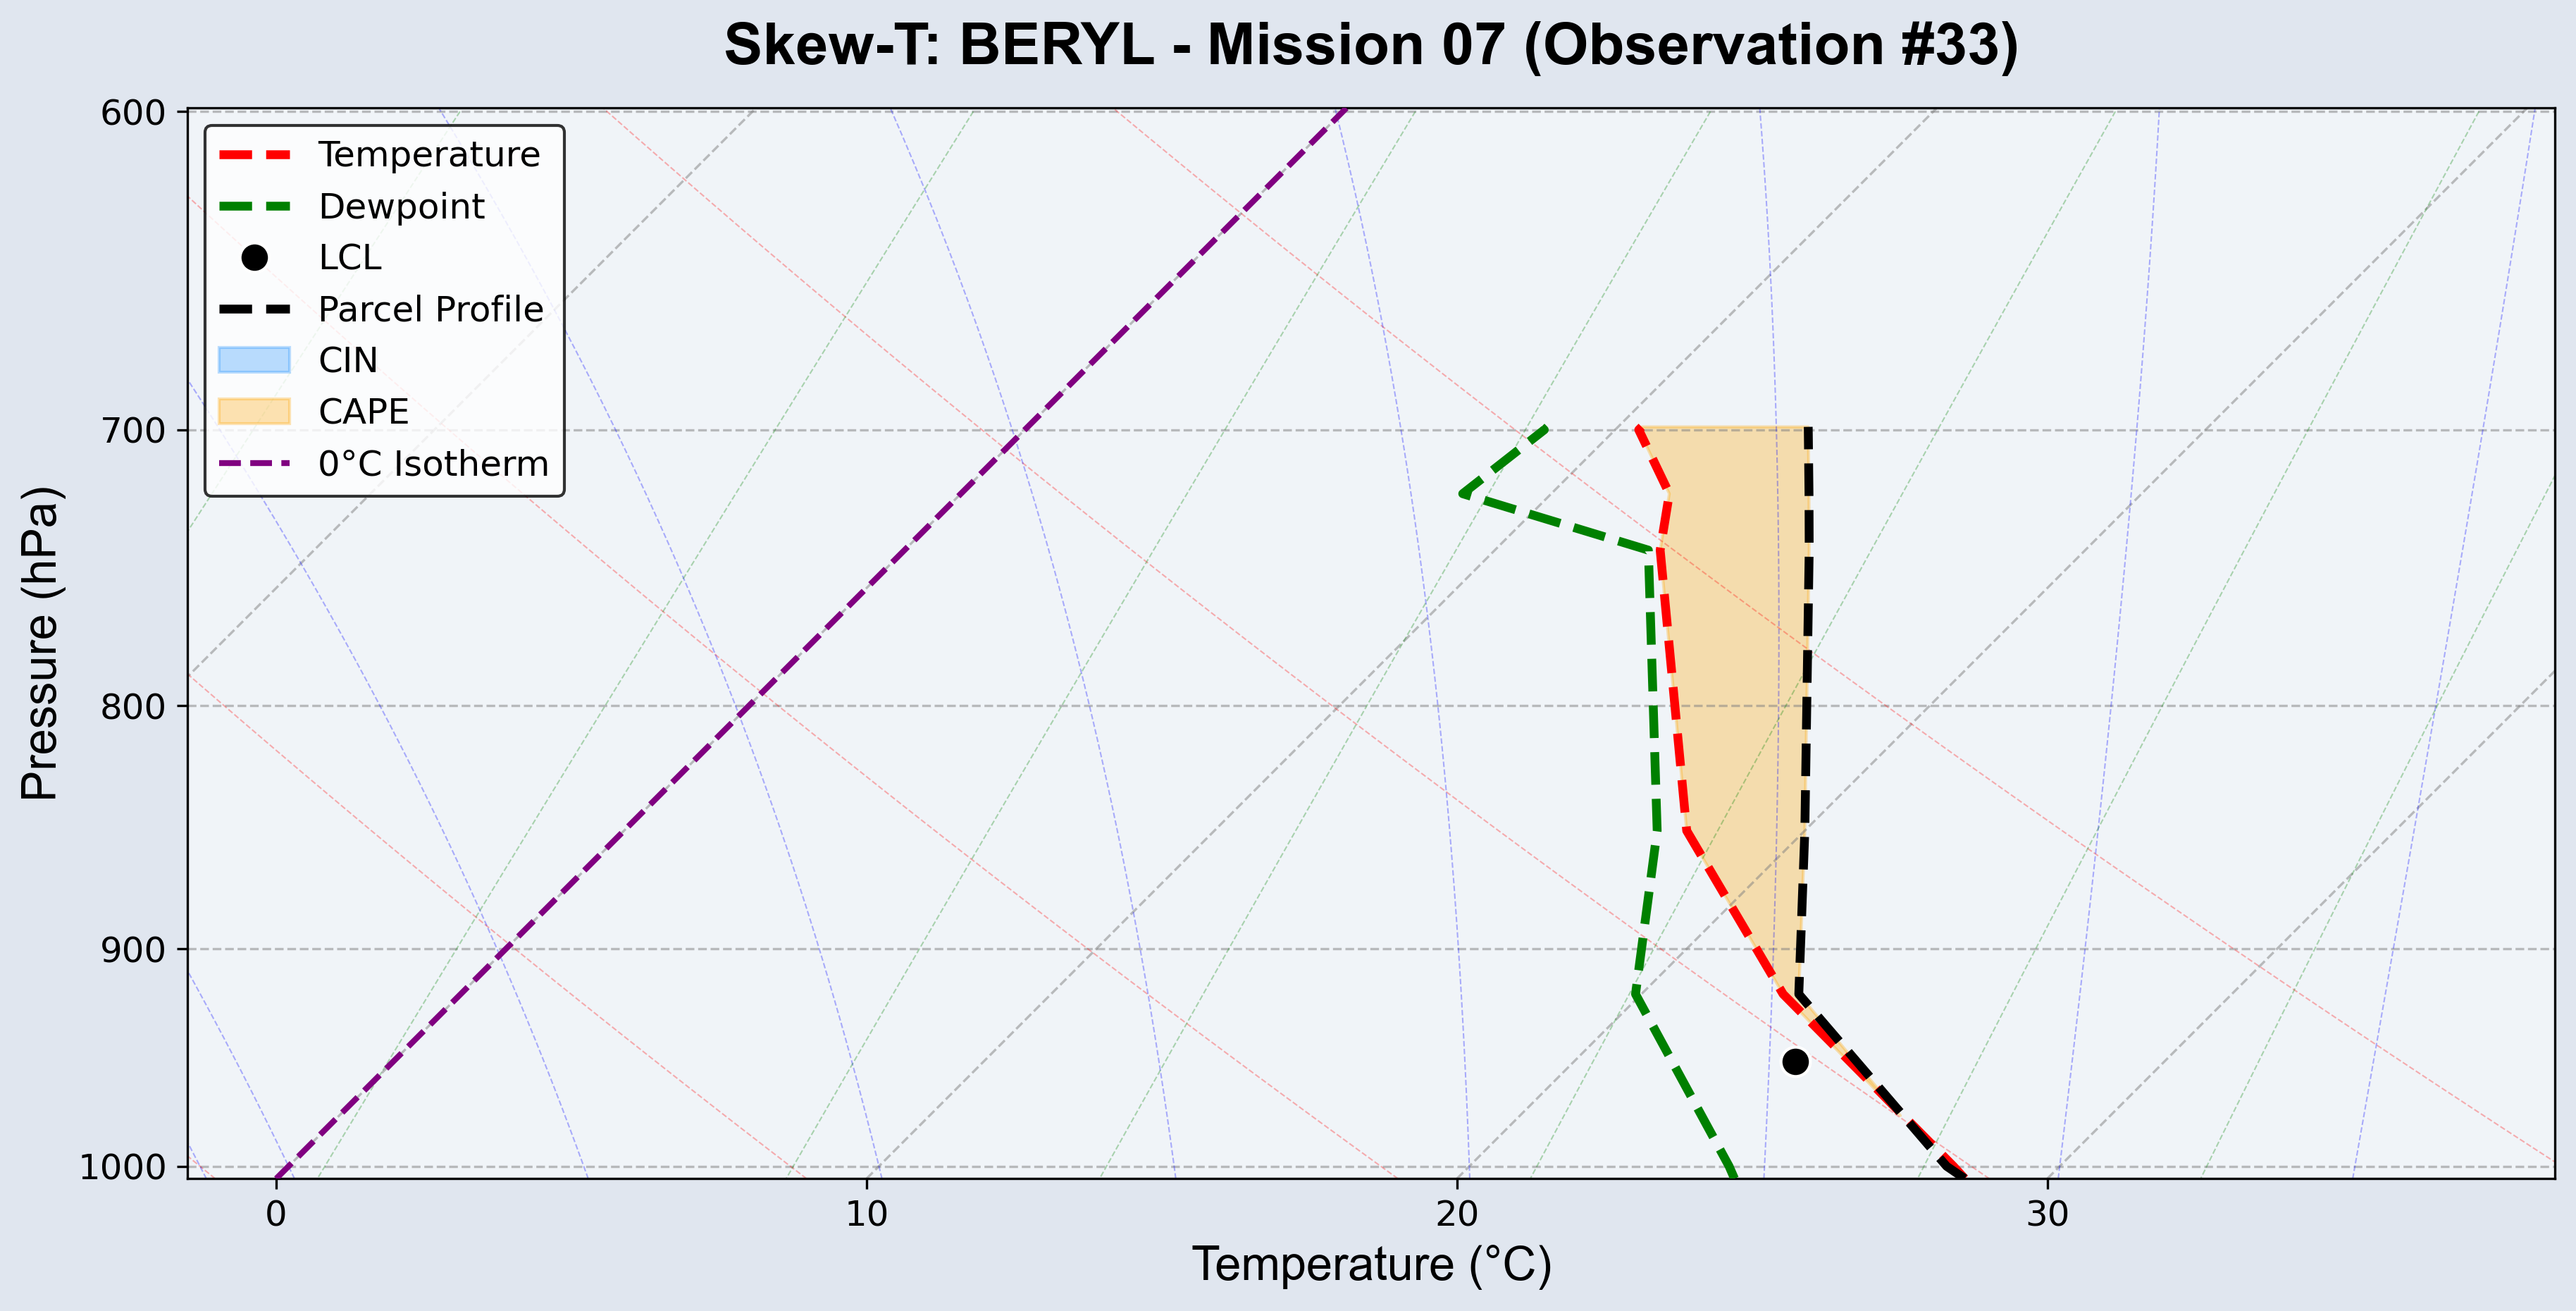 Skew-T: BERYL - Mission 07 (Observation #33)
600
700
800
900
1000
Pressure (hPa)
Temperature
Dewpoint
LCL
Parcel Profile
CIN
CAPE
0°C Isotherm
0
10
20
30
Temperature (°C)